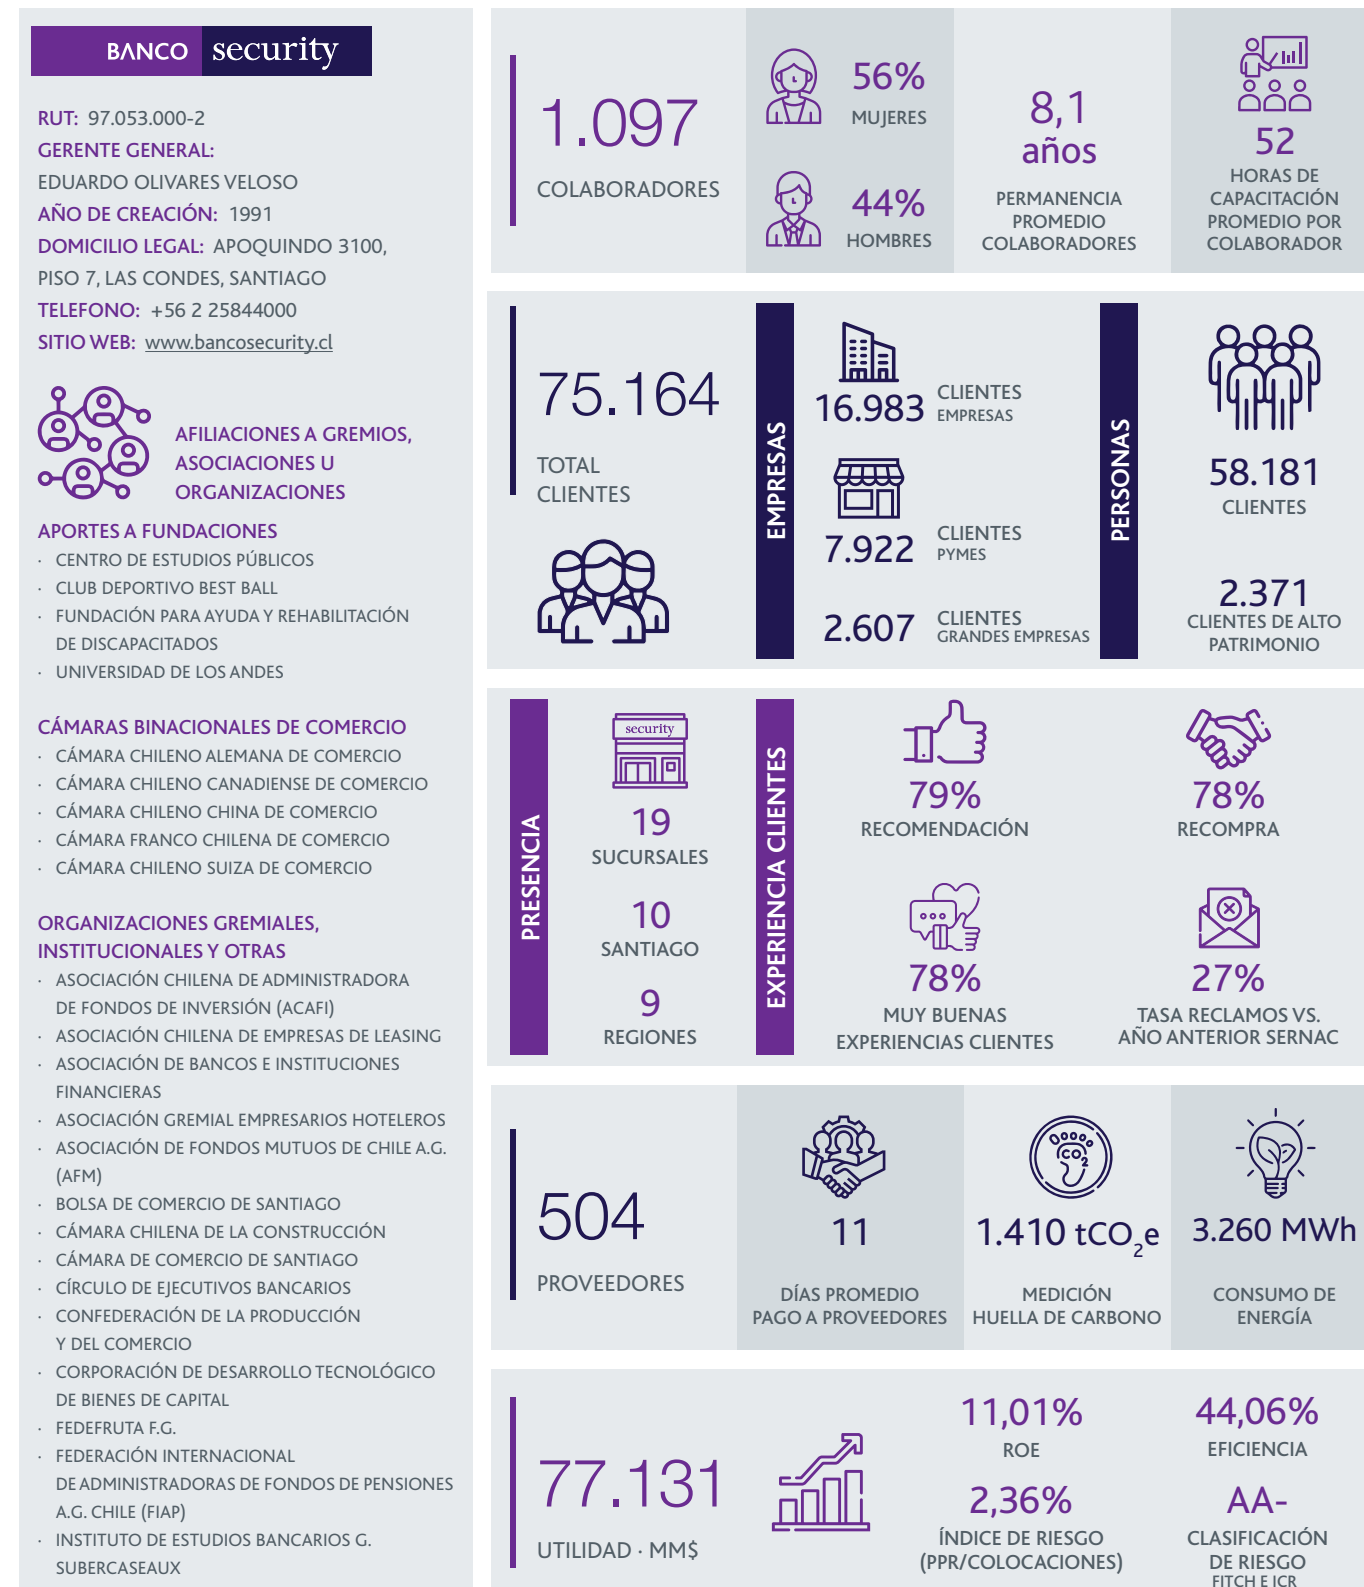 BANCO security
RUT: 97.053.000-2
GERENTE GENERAL:
EDUARDO OLIVARES VELOSO
AÑO DE CREACIÓN: 1991
DOMICILIO LEGAL: APOQUINDO 3100,
PISO 7, LAS CONDES, SANTIAGO
TELEFONO: +56 2 25844000
SITIO WEB: www.bancosecurity.cl
AFILIACIONES A GREMIOS,
ASOCIACIONES U
ORGANIZACIONES
APORTES A FUNDACIONES
· CENTRO DE ESTUDIOS PÚBLICOS
· CLUB DEPORTIVO BEST BALL
· FUNDACIÓN PARA AYUDA Y REHABILITACIÓN
DE DISCAPACITADOS
· UNIVERSIDAD DE LOS ANDES
CÁMARAS BINACIONALES DE COMERCIO
· CÁMARA CHILENO ALEMANA DE COMERCIO
· CÁMARA CHILENO CANADIENSE DE COMERCIO
· CÁMARA CHILENO CHINA DE COMERCIO
· CÁMARA FRANCO CHILENA DE COMERCIO
· CÁMARA CHILENO SUIZA DE COMERCIO
ORGANIZACIONES GREMIALES,
INSTITUCIONALES Y OTRAS
· ASOCIACIÓN CHILENA DE ADMINISTRADORA
DE FONDOS DE INVERSIÓN (ACAFI)
· ASOCIACIÓN CHILENA DE EMPRESAS DE LEASING
· ASOCIACIÓN DE BANCOS E INSTITUCIONES
FINANCIERAS
· ASOCIACIÓN GREMIAL EMPRESARIOS HOTELEROS
· ASOCIACIÓN DE FONDOS MUTUOS DE CHILE A.G.
(AFM)
· BOLSA DE COMERCIO DE SANTIAGO
· CÁMARA CHILENA DE LA CONSTRUCCIÓN
· CÁMARA DE COMERCIO DE SANTIAGO
· CÍRCULO DE EJECUTIVOS BANCARIOS
· CONFEDERACIÓN DE LA PRODUCCIÓN
Y DEL COMERCIO
· CORPORACIÓN DE DESARROLLO TECNOLÓGICO
DE BIENES DE CAPITAL
· FEDEFRUTA F.G.
· FEDERACIÓN INTERNACIONAL
DE ADMINISTRADORAS DE FONDOS DE PENSIONES
A.G. CHILE (FIAP)
· INSTITUTO DE ESTUDIOS BANCARIOS G.
SUBERCASEAUX
1.097
COLABORADORES
56%
MUJERES
44%
HOMBRES
8,1
años
PERMANENCIA
PROMEDIO
COLABORADORES
52
HORAS DE
CAPACITACIÓN
PROMEDIO POR
COLABORADOR
75.164
TOTAL
CLIENTES
EMPRESAS
16.983 CLIENTES
EMPRESAS
7.922 CLIENTES
PYMES
2.607 CLIENTES
GRANDES EMPRESAS
PERSONAS
58.181
CLIENTES
2.371
CLIENTES DE ALTO
PATRIMONIO
PRESENCIA
security
19
SUCURSALES
10
SANTIAGO
9
REGIONES
EXPERIENCIA CLIENTES
79%
RECOMENDACIÓN
78%
RECOMPRA
78%
MUY BUENAS
EXPERIENCIAS CLIENTES
27%
TASA RECLAMOS VS.
AÑO ANTERIOR SERNAC
504
PROVEEDORES
11
DÍAS PROMEDIO
PAGO A PROVEEDORES
CO2
1.410 tCO2e
MEDICIÓN
HUELLA DE CARBONO
3.260 MWh
CONSUMO DE
ENERGÍA
77.131
UTILIDAD · MM$
11,01%
ROE
44,06%
EFICIENCIA
2,36%
ÍNDICE DE RIESGO
(PPR/COLOCACIONES)
AA-
CLASIFICACIÓN
DE RIESGO
FITCH E ICR